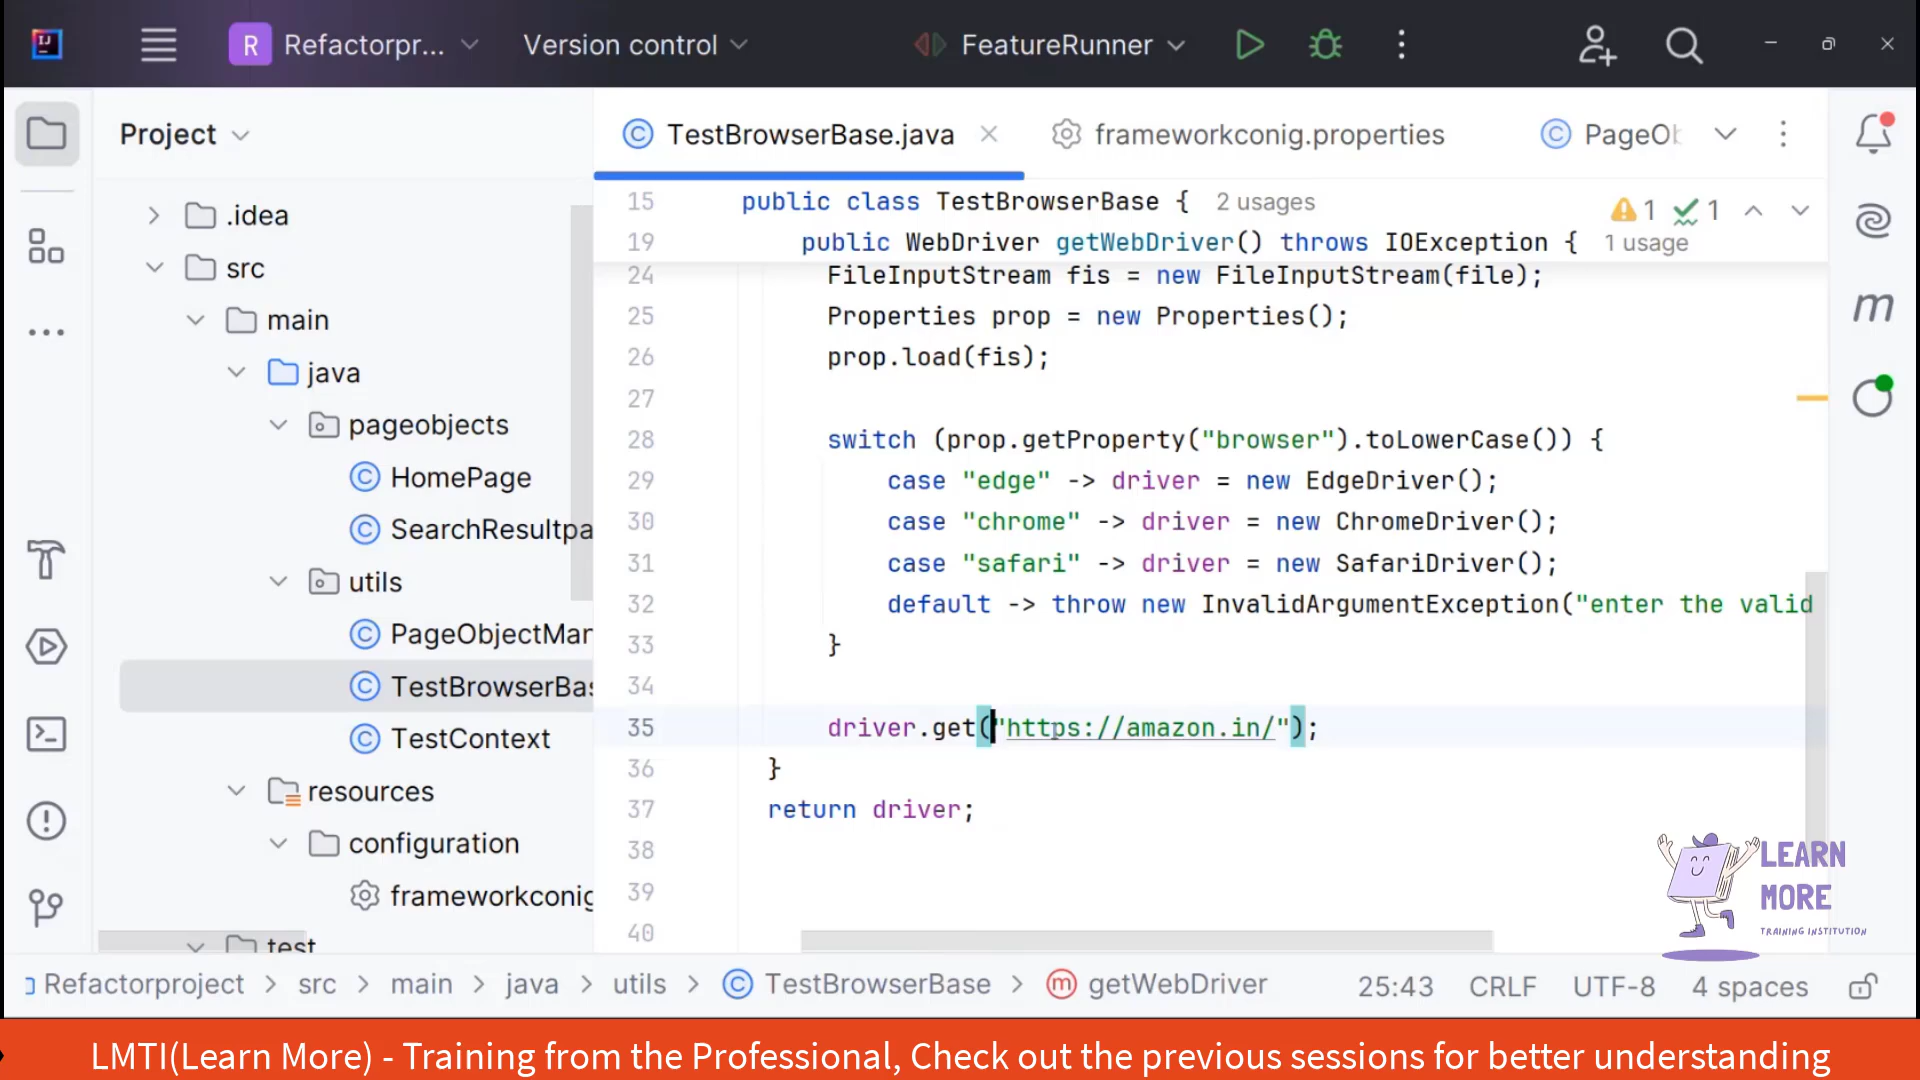 IJ
R Refactorpr... Version control FeatureRunner
Project
TestBrowserBase.java frameworkconig.properties PageOb
.idea
src
main
java
pageobjects
HomePage
SearchResultpa
utils
PageObjectMan
TestBrowserBas
TestContext
resources
configuration
frameworkconig
test
15 public class TestBrowserBase { 2 usages
19 public WebDriver getWebDriver() throws IOException { 1 usage
1 1
24 FileInputStream fis = new FileInputStream(file);
25 Properties prop = new Properties();
26 prop.load(fis);
27
28 switch (prop.getProperty("browser").toLowerCase()) {
29 case "edge" -> driver = new EdgeDriver();
30 case "chrome" -> driver = new ChromeDriver();
31 case "safari" -> driver = new SafariDriver();
32 default -> throw new InvalidArgumentException("enter the valid
33 }
34
35 driver.get("https://amazon.in/");
36 }
37 return driver;
38
39
40
m
LEARN
MORE
TRAINING INSTITUTION
Refactorproject > src > main > java > utils > TestBrowserBase > getWebDriver 25:43 CRLF UTF-8 4 spaces
LMTI(Learn More) - Training from the Professional, Check out the previous sessions for better understanding